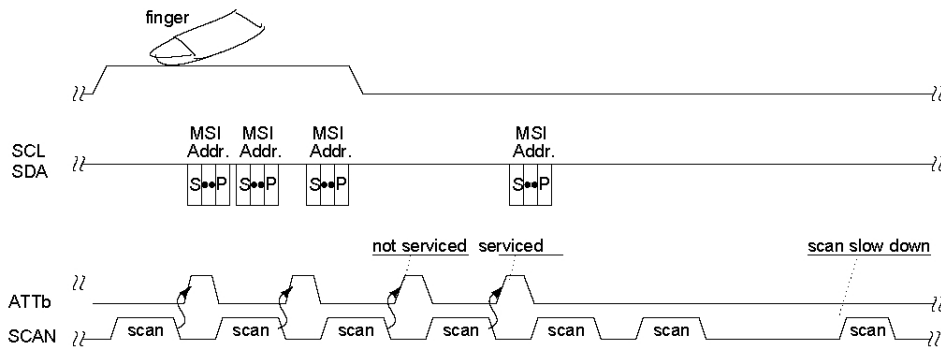 finger
MSI MSI MSI MSI
Addr. Addr. Addr. Addr.
SCL
SDA
S••P S••P S••P S••P
not serviced serviced scan slow down
ATTb
SCAN scan scan scan scan scan scan scan